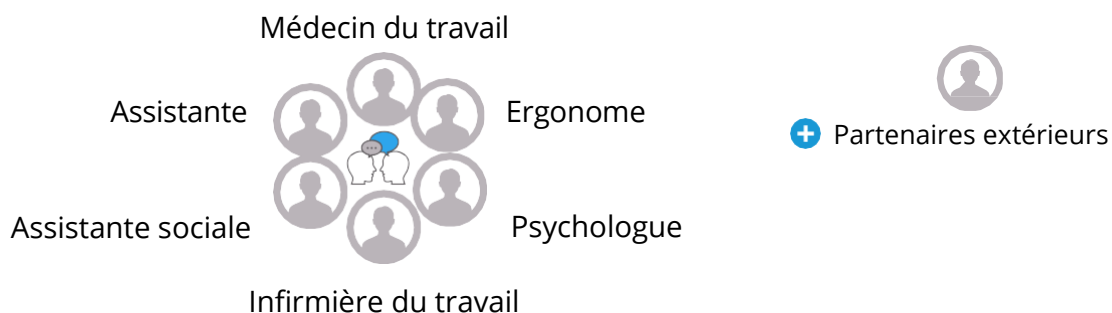 Médecin du travail
Assistante
Ergonome
Partenaires extérieurs
Assistante sociale
Psychologue
Infirmière du travail